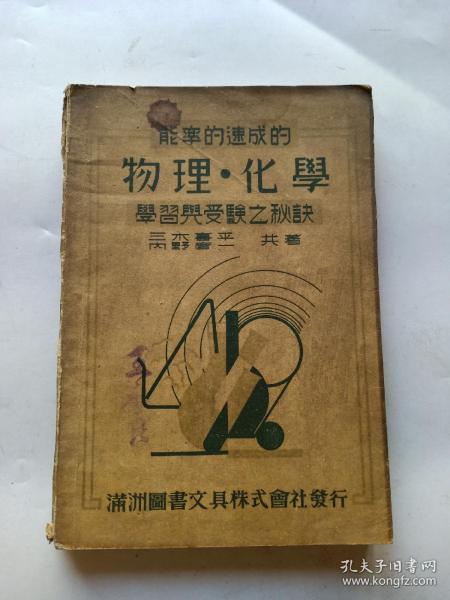 能率的速成的
物理·化學
學習與受験之秘訣
三木壽平
內野壽一 共著
滿洲圖書文具株式會社發行
孔夫子旧书网
www.kongfz.com